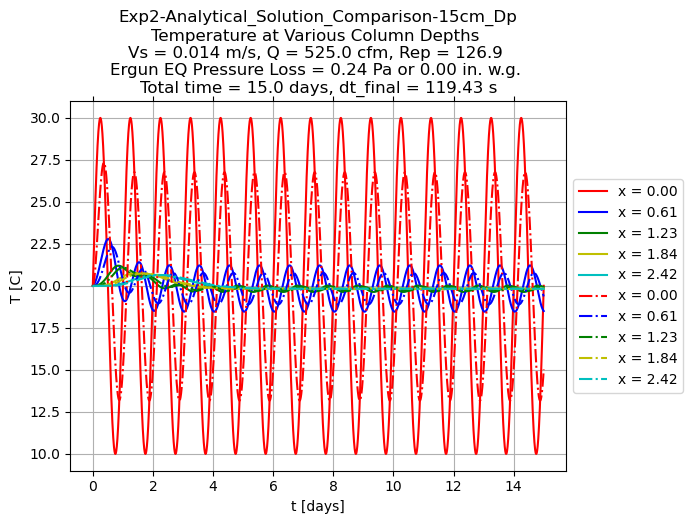 Exp2-Analytical_Solution_Comparison-15cm_Dp
Temperature at Various Column Depths
Vs = 0.014 m/s, Q = 525.0 cfm, Rep = 126.9
Ergun EQ Pressure Loss = 0.24 Pa or 0.00 in. w.g.
Total time = 15.0 days, dt_final = 119.43 s
30.0
27.5
25.0
22.5
20.0
17.5
15.0
12.5
10.0
T [C]
0 2 4 6 8 10 12 14
t [days]
x = 0.00
x = 0.61
x = 1.23
x = 1.84
x = 2.42
x = 0.00
x = 0.61
x = 1.23
x = 1.84
x = 2.42